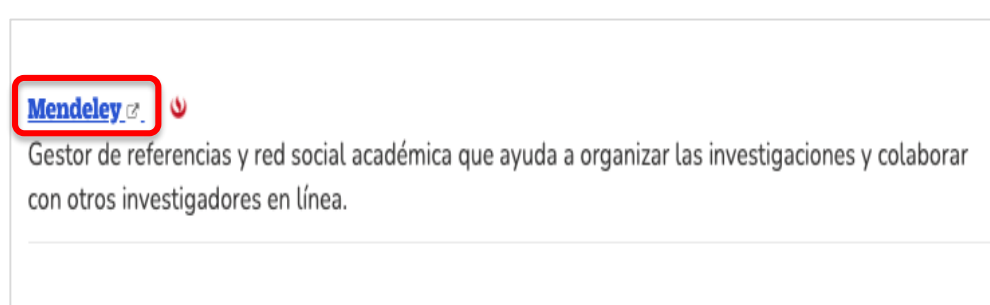 Mendeley
Gestor de referencias y red social académica que ayuda a organizar las investigaciones y colaborar
con otros investigadores en línea.